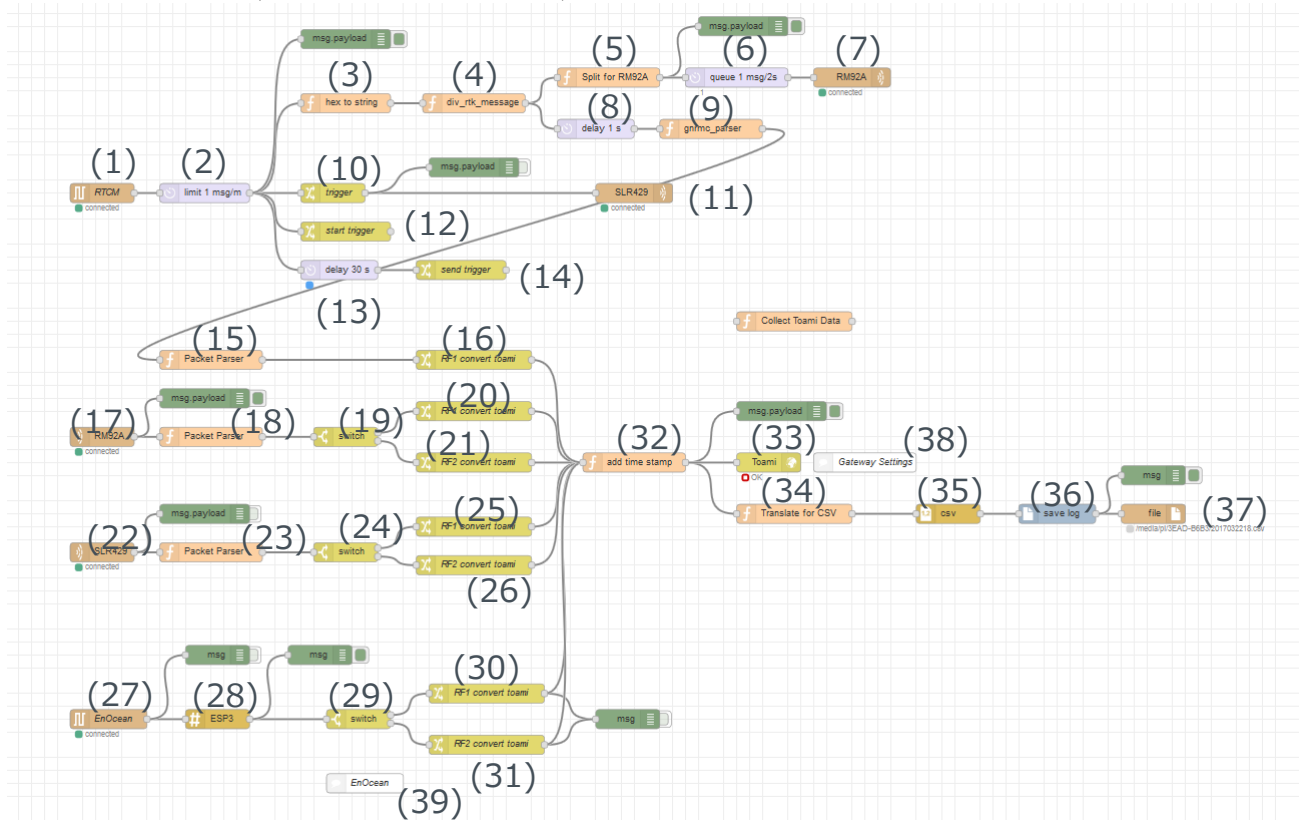 msg.payload
msg.payload
(5)
(6)
(7)
(3)
(4)
Split for RM92A
queue 1 msg/2s
RM92A
1
connected
hex to string
div_rtk_message
(8)
(9)
delay 1 s
gnrmc_parser
(1)
(2)
(10)
msg.payload
RTCM
limit 1 msg/m
trigger
SLR429
(11)
connected
connected
start trigger
(12)
delay 30 s
send trigger
(14)
(13)
Collect Toami Data
(15)
(16)
Packet Parser
RF1 convert toami
msg.payload
(20)
convert toami
msg.payload
(17)
(18)
(19)
(21)
(32)
(33)
(38)
RM92A
Packet Parser
switch
connected
RF2 convert toami
add time stamp
Toami
Gateway Settings
OK
msg
(34)
(35)
(36)
(37)
msg.payload
(25)
Translate for CSV
csv
save log
file
RF1 convert toami
(22)
(23)
(24)
SLR429
Packet Parser
switch
connected
RF2 convert toami
(26)
msg
msg
(30)
(27)
(28)
(29)
RF1 convert toami
EnOcean
ESP3
switch
msg
connected
RF2 convert toami
(31)
EnOcean
(39)